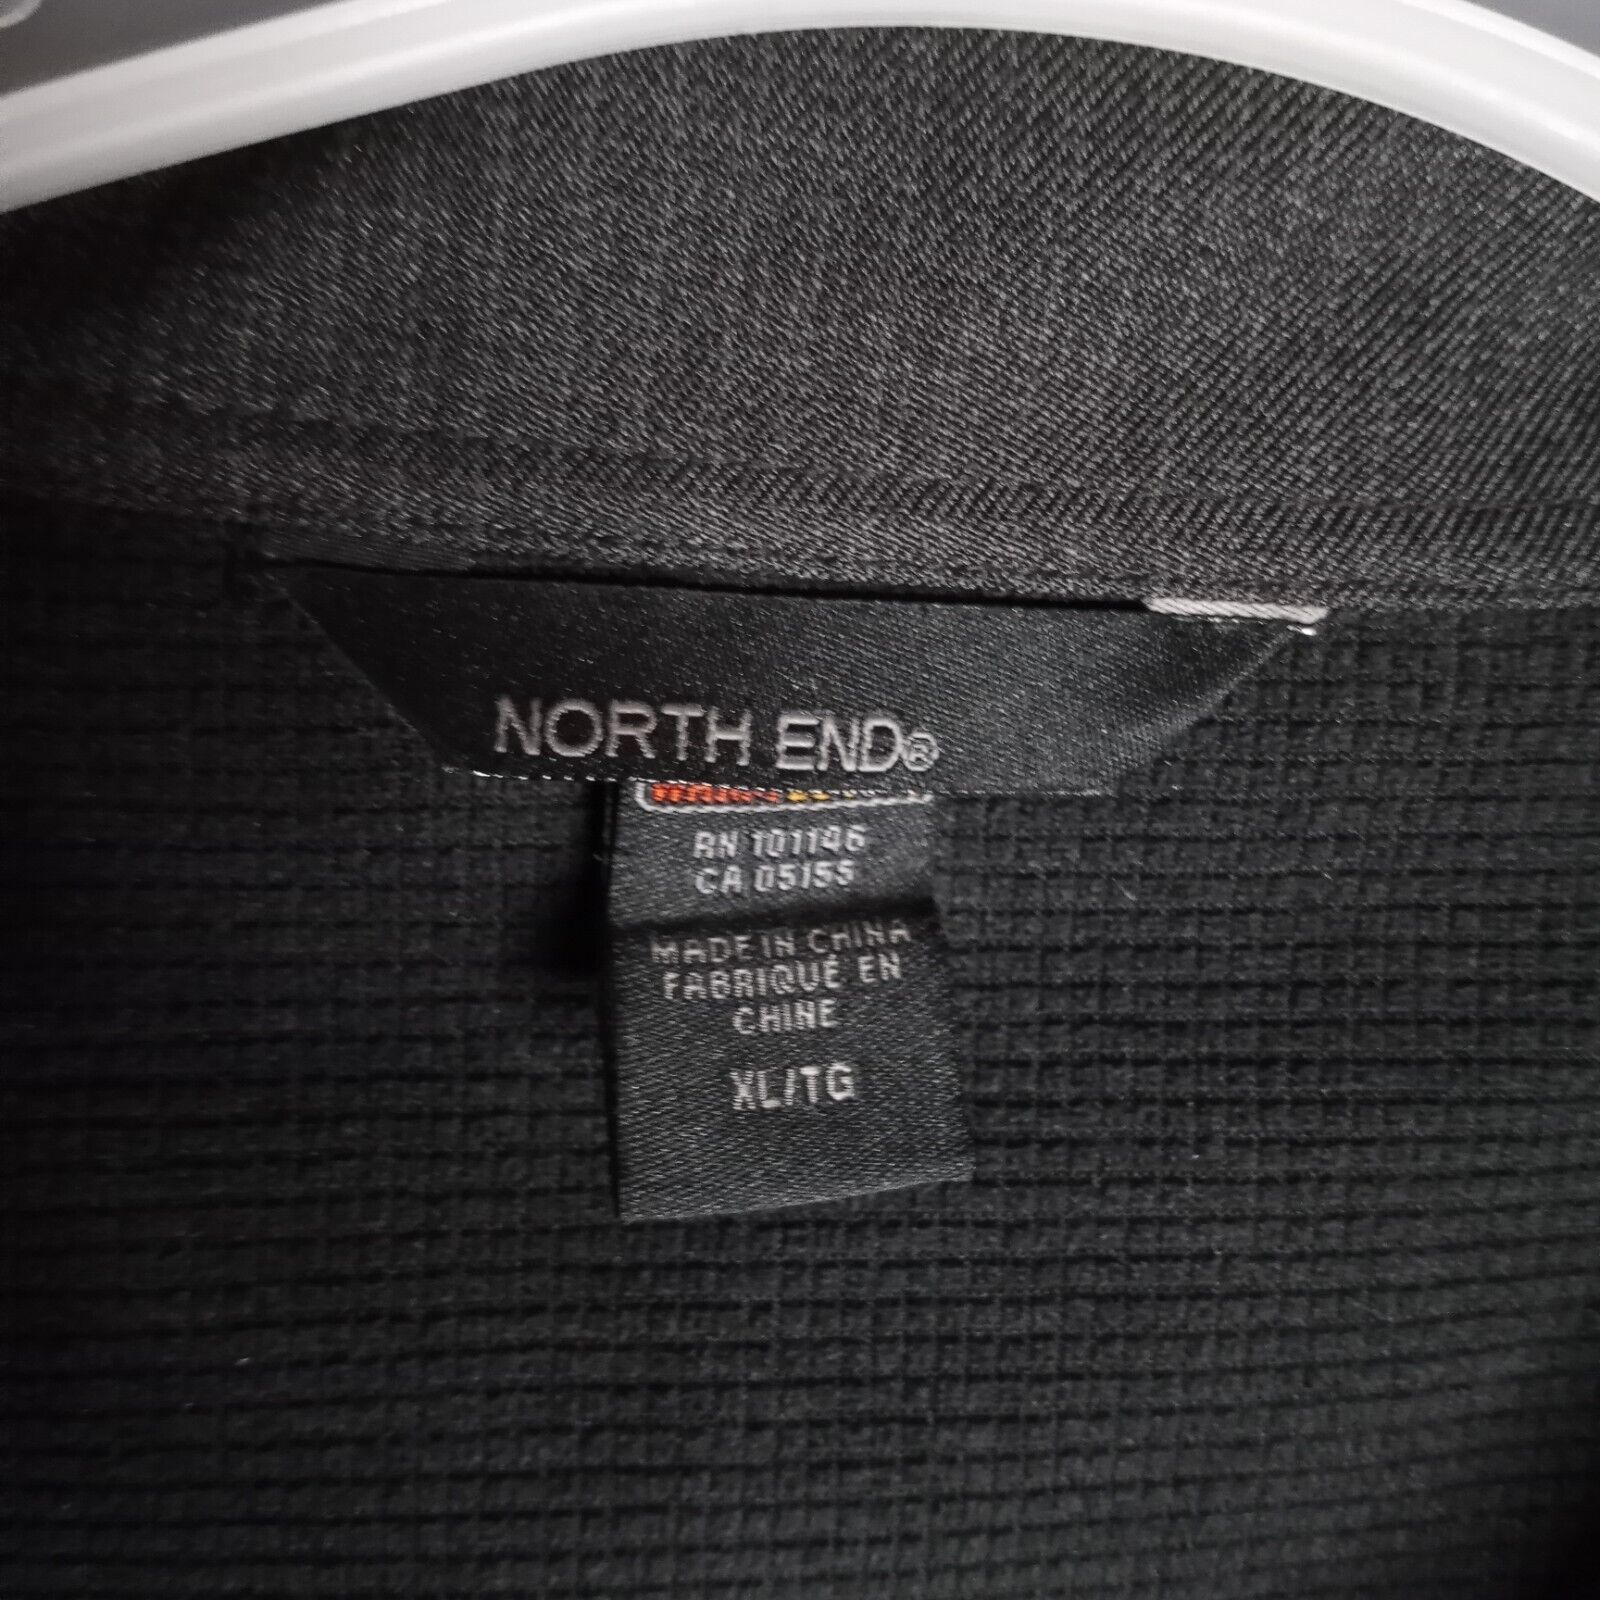 NORTH END®
RN 101146
CA 05155
MADE IN CHINA
FABRIQUÉ EN
CHINE
XL/TG